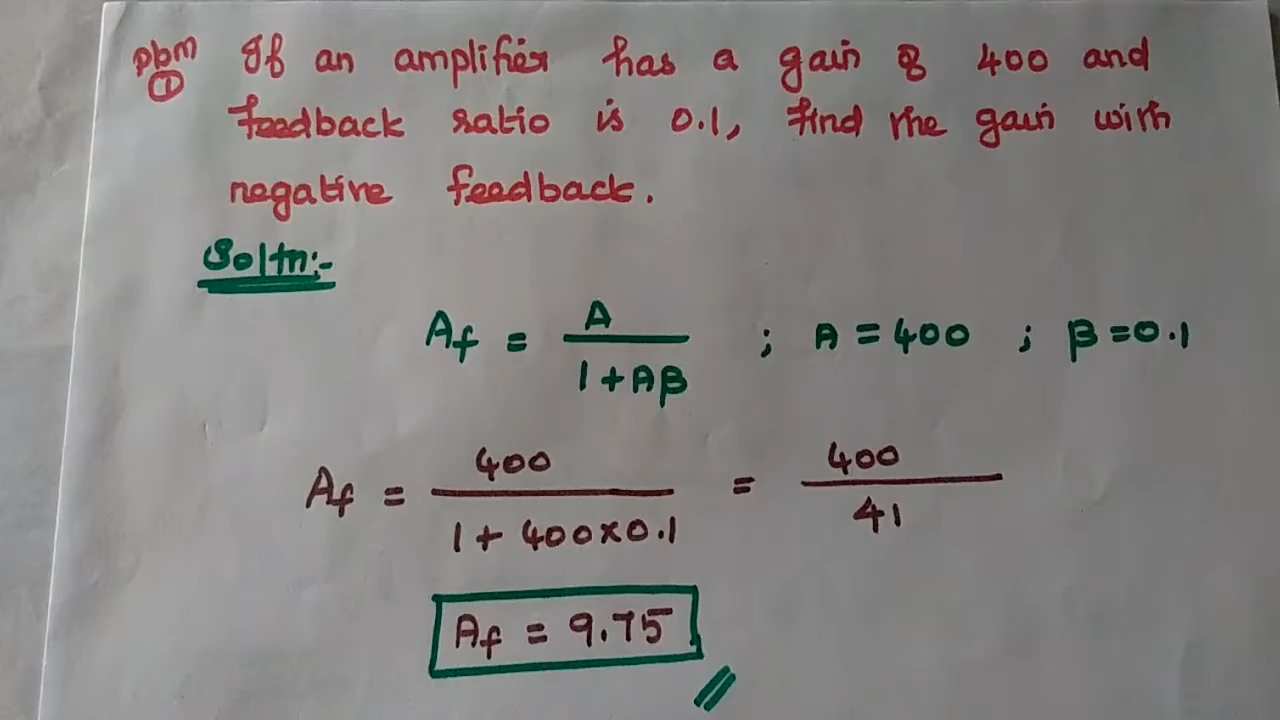 Pbm ① If an amplifier has a gain of 400 and
feedback ratio is 0.1, find the gain with
negative feedback.
Soltn:-
Af = A / 1+Aβ ; A = 400 ; β = 0.1
Af = 400 / 1 + 400×0.1 = 400 / 41
Af = 9.75